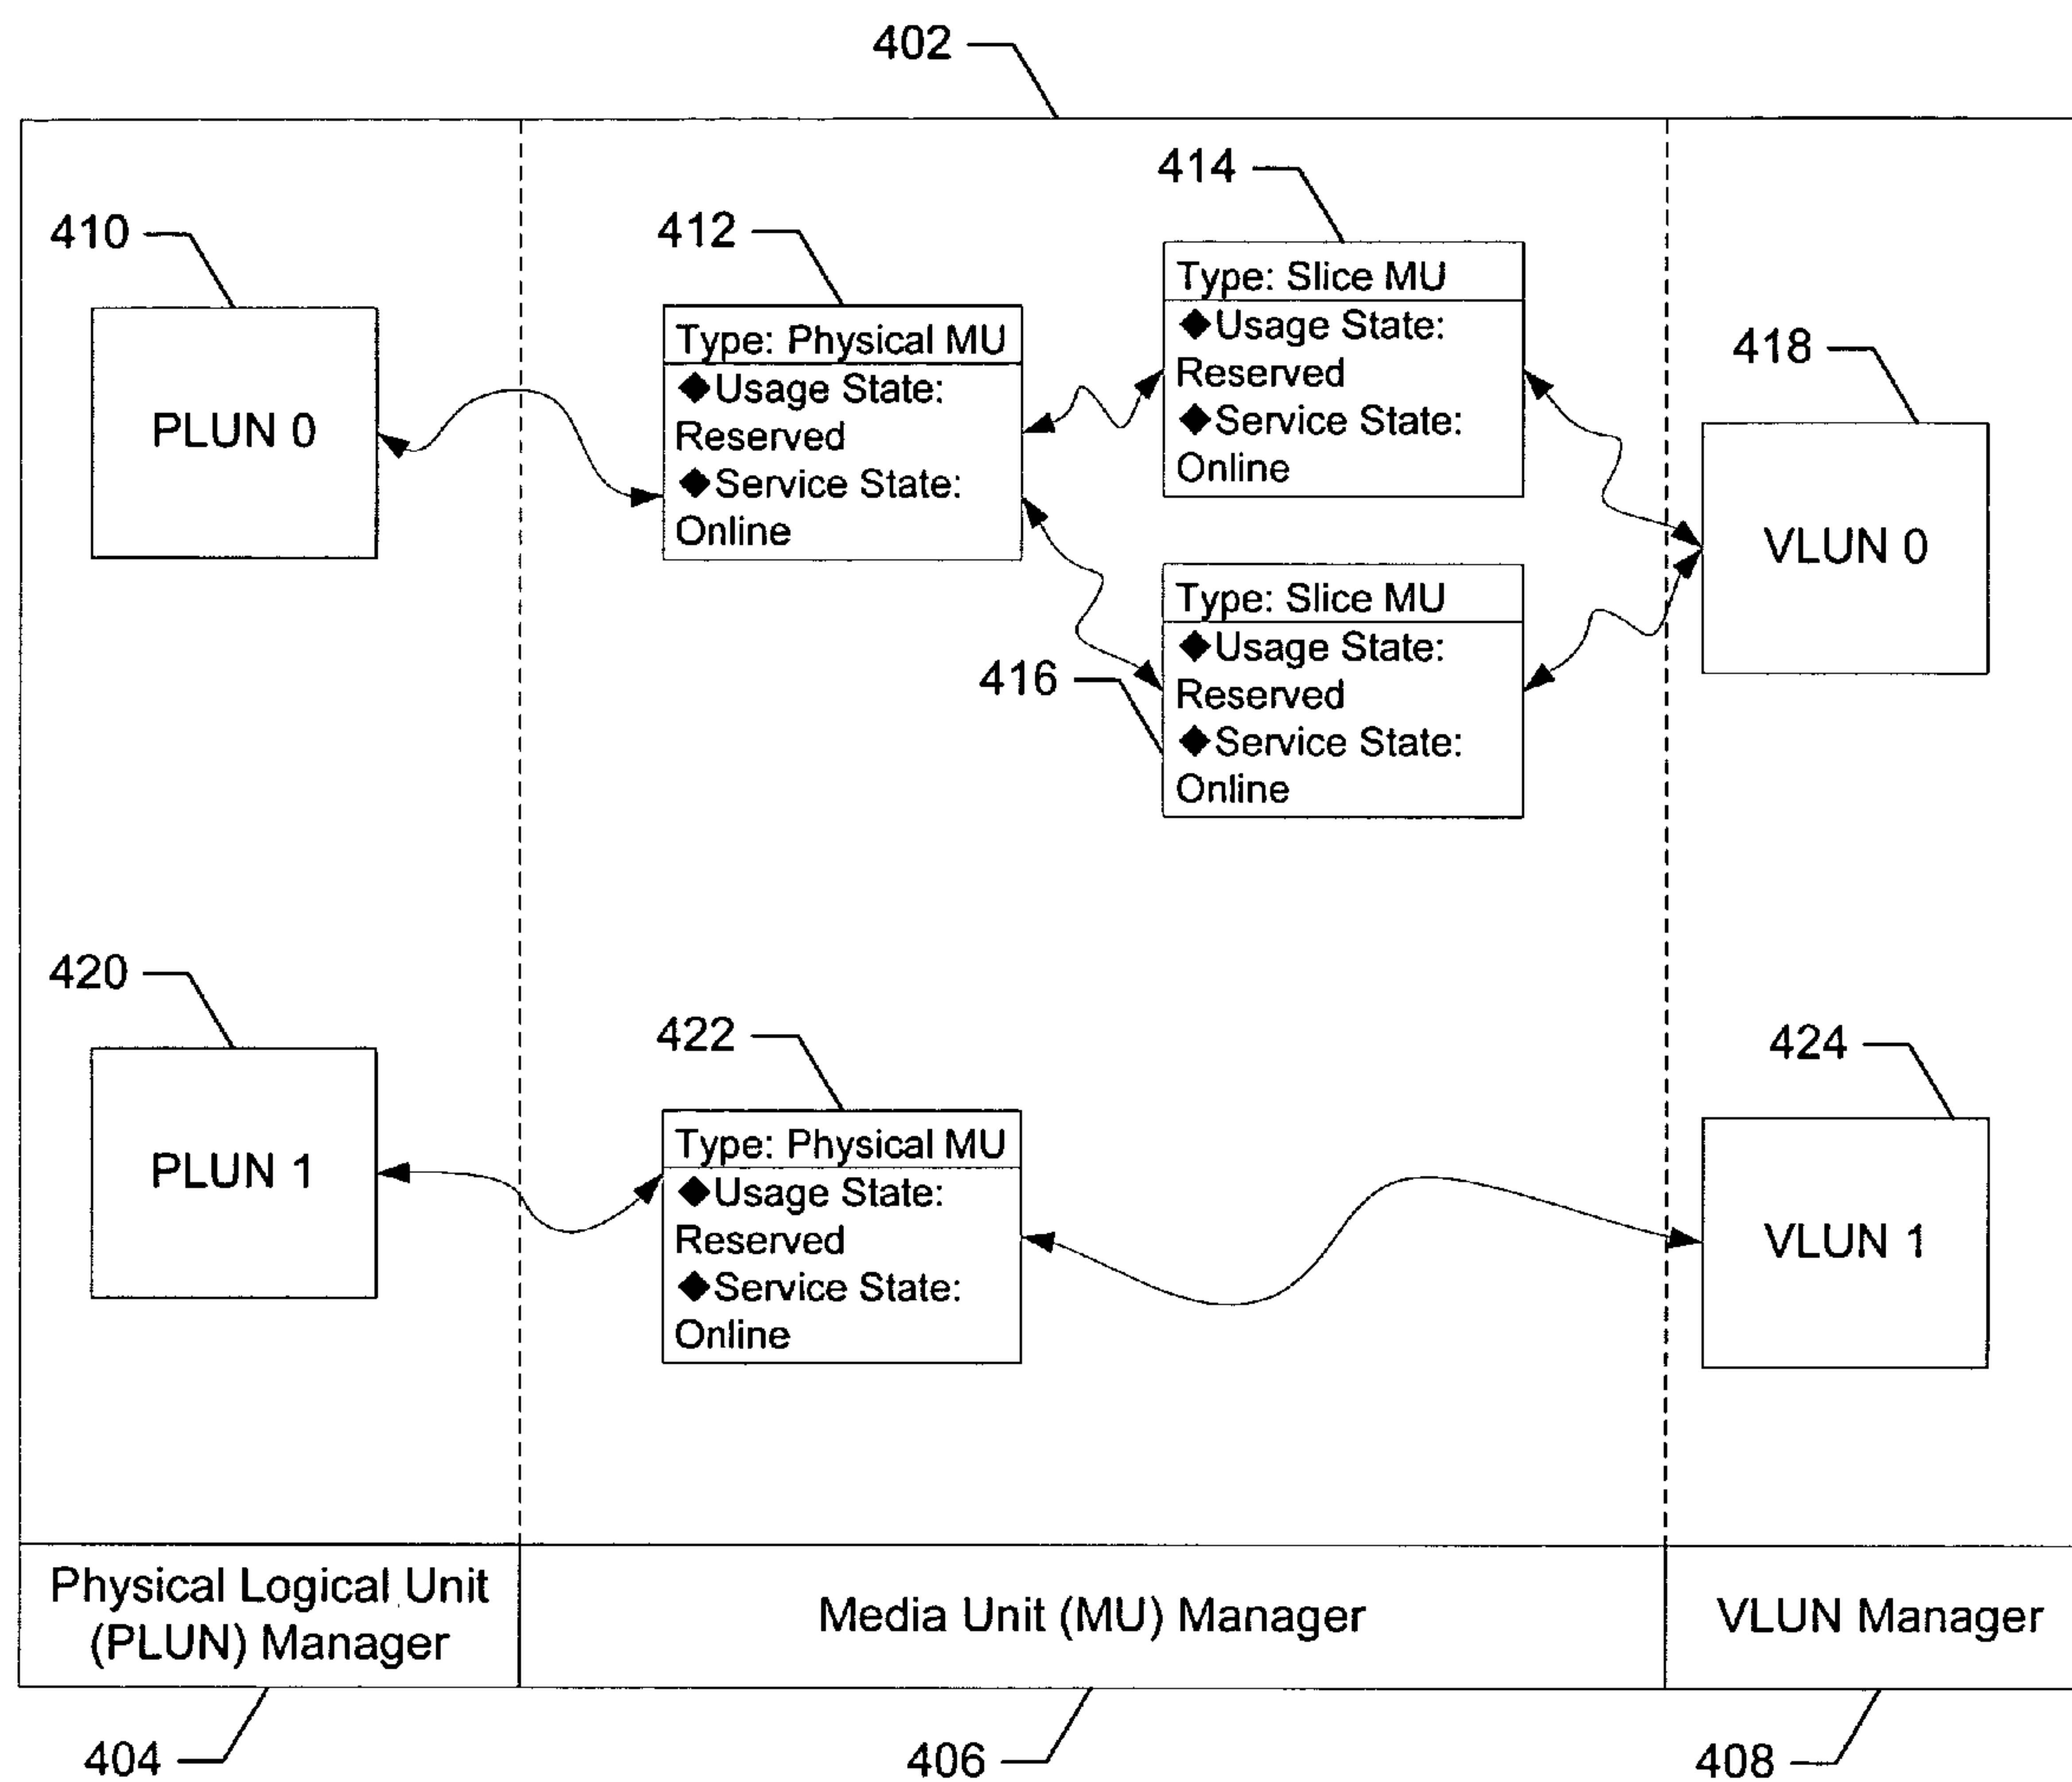 402
414
410
412
Type: Slice MU
◆Usage State:
Reserved
◆Service State:
Online
418
Type: Physical MU
◆Usage State:
Reserved
◆Service State:
Online
PLUN 0
VLUN 0
Type: Slice MU
◆Usage State:
Reserved
◆Service State:
Online
416
420
422
424
PLUN 1
Type: Physical MU
◆Usage State:
Reserved
◆Service State:
Online
VLUN 1
Physical Logical Unit
(PLUN) Manager
Media Unit (MU) Manager
VLUN Manager
404
406
408